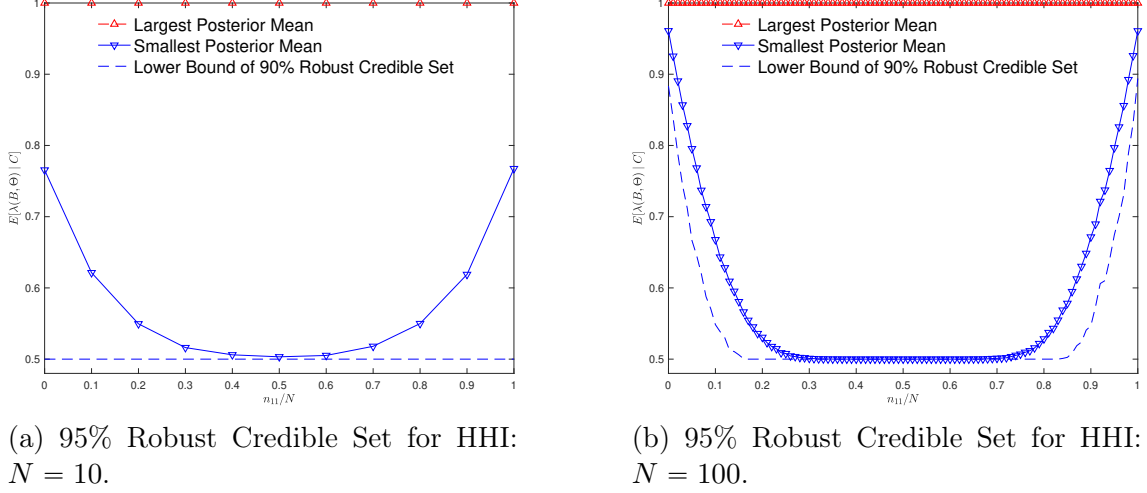 1
0.9
0.8
0.7
0.6
0.5
0 0.1 0.2 0.3 0.4 0.5 0.6 0.7 0.8 0.9 1
n₁₁/N
E[λ(B, Θ) | C]
Largest Posterior Mean
Smallest Posterior Mean
Lower Bound of 90% Robust Credible Set
(a) 95% Robust Credible Set for HHI:
N = 10.
1
0.9
0.8
0.7
0.6
0.5
0 0.1 0.2 0.3 0.4 0.5 0.6 0.7 0.8 0.9 1
n₁₁/N
E[λ(B, Θ) | C]
Largest Posterior Mean
Smallest Posterior Mean
Lower Bound of 90% Robust Credible Set
(b) 95% Robust Credible Set for HHI:
N = 100.